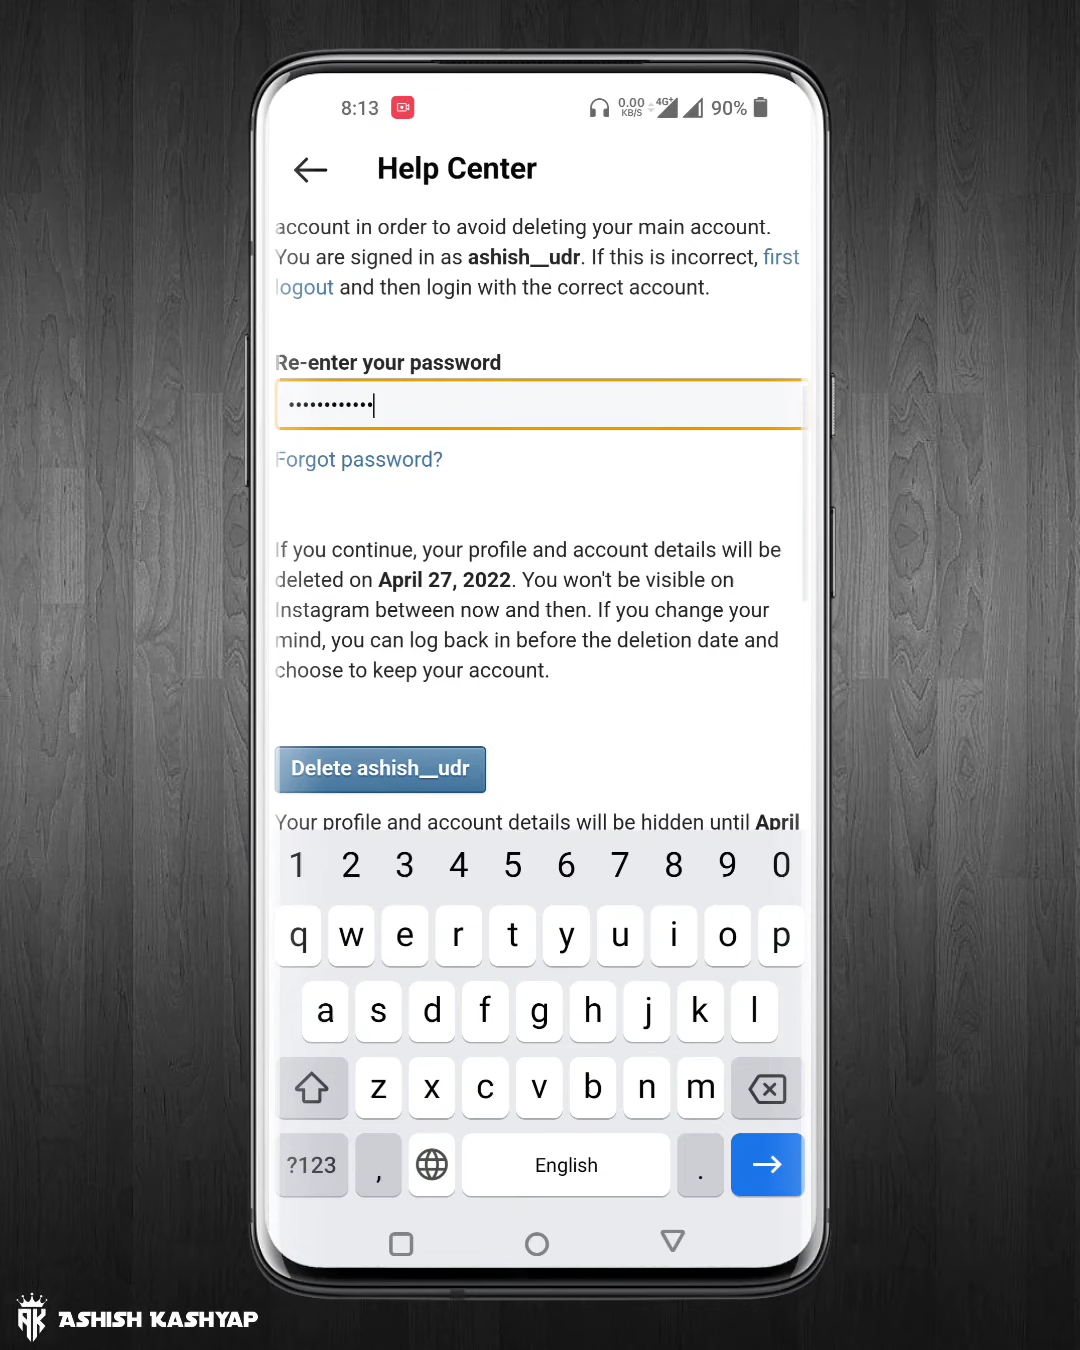 8:13 0.00 KB/S 4G+ 90%
Help Center
account in order to avoid deleting your main account.
You are signed in as ashish__udr. If this is incorrect, first
logout and then login with the correct account.
Re-enter your password
••••••••••••
Forgot password?
If you continue, your profile and account details will be
deleted on April 27, 2022. You won't be visible on
Instagram between now and then. If you change your
mind, you can log back in before the deletion date and
choose to keep your account.
Delete ashish__udr
Your profile and account details will be hidden until April
1 2 3 4 5 6 7 8 9 0
q w e r t y u i o p
a s d f g h j k l
z x c v b n m
?123 , English .
AK ASHISH KASHYAP